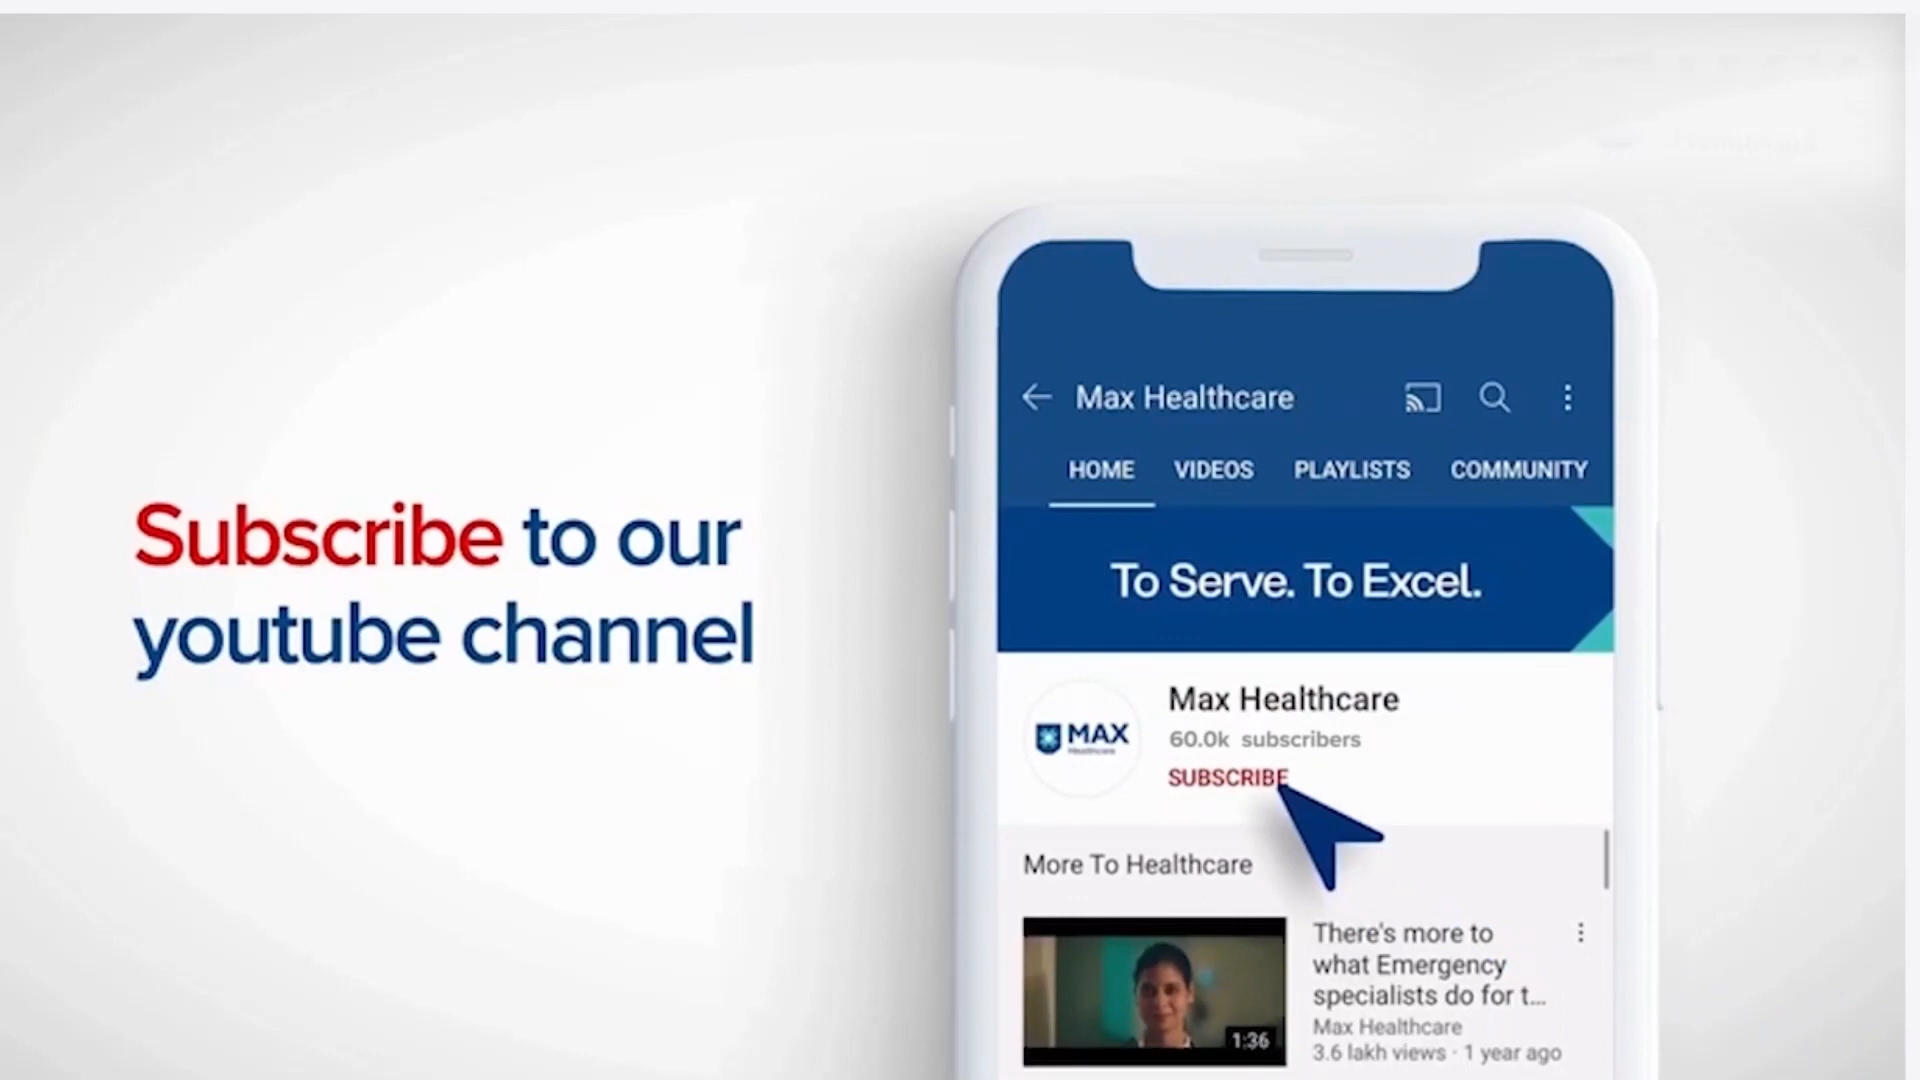 Subscribe to our
youtube channel
Max Healthcare
HOME VIDEOS PLAYLISTS COMMUNITY
To Serve. To Excel.
MAX
Healthcare
Max Healthcare
60.0k subscribers
SUBSCRIBE
More To Healthcare
There's more to
what Emergency
specialists do for t...
Max Healthcare
3.6 lakh views · 1 year ago
1:36